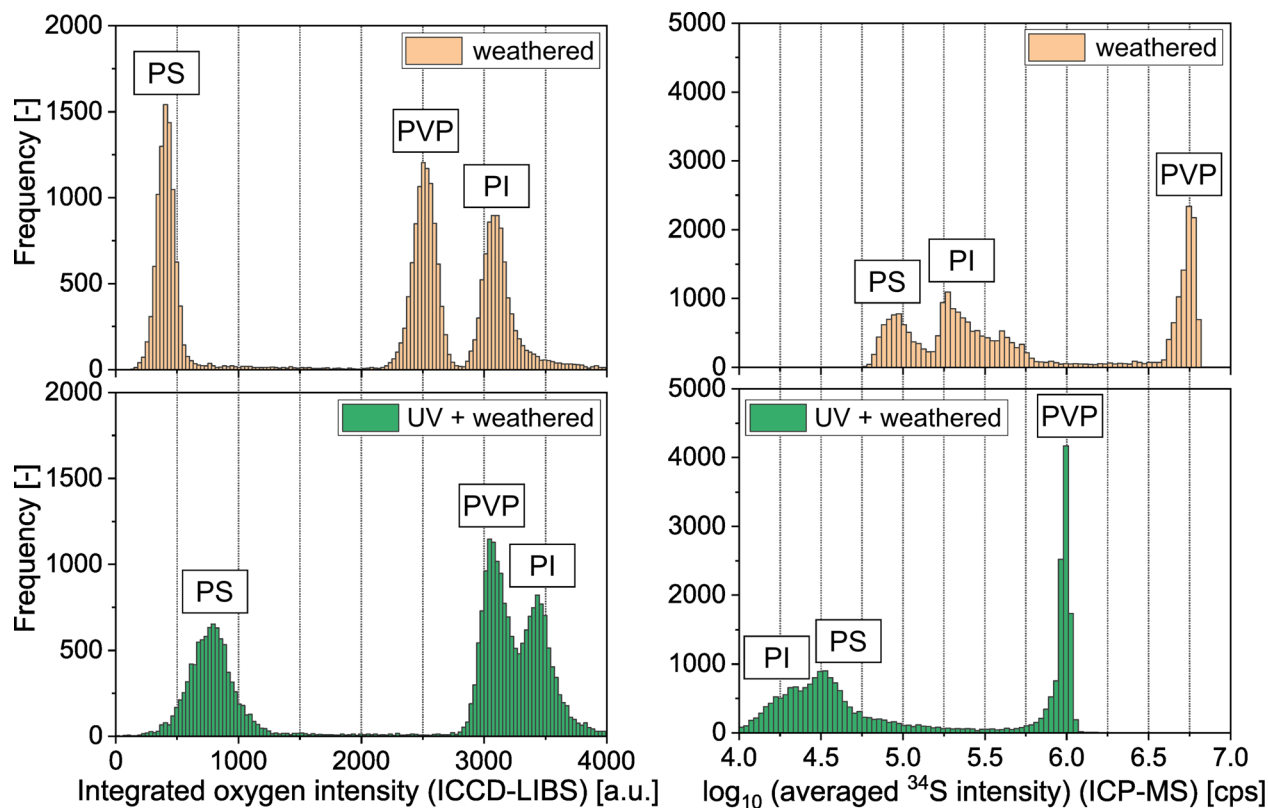 2000
1500
1000
500
0
Frequency [-]
weathered
PS
PVP
PI
5000
4000
3000
2000
1000
0
weathered
PS
PI
PVP
2000
1500
1000
500
0
Frequency [-]
UV + weathered
PS
PVP
PI
0 1000 2000 3000 4000
Integrated oxygen intensity (ICCD-LIBS) [a.u.]
5000
4000
3000
2000
1000
0
UV + weathered
PVP
PI
PS
4.0 4.5 5.0 5.5 6.0 6.5 7.0
log₁₀ (averaged ³⁴S intensity) (ICP-MS) [cps]